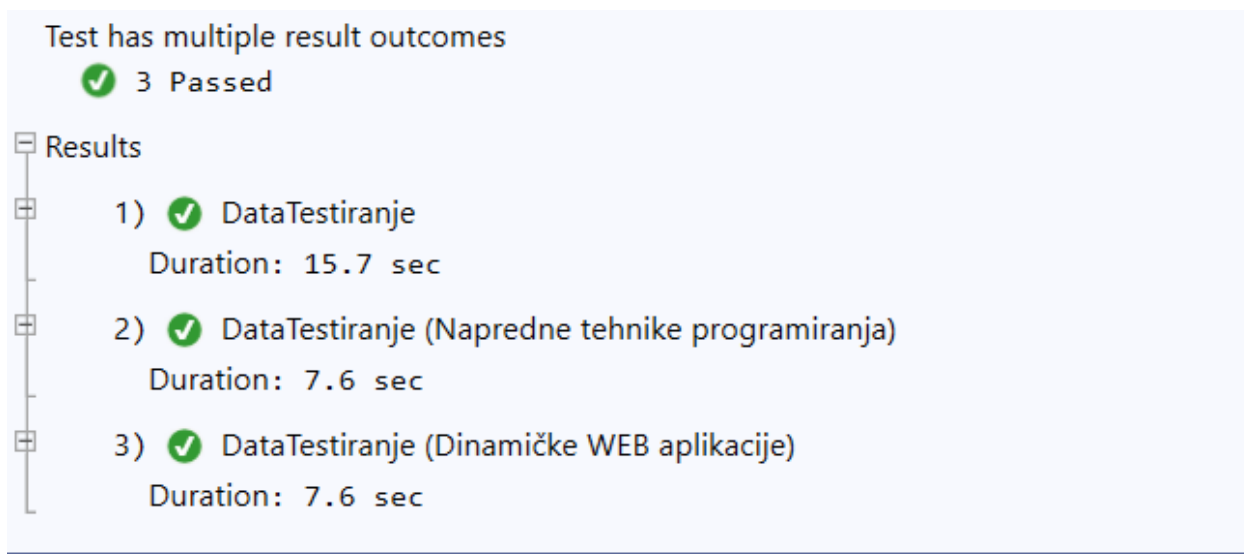 Test has multiple result outcomes
3 Passed
Results
1) DataTestiranje
Duration: 15.7 sec
2) DataTestiranje (Napredne tehnike programiranja)
Duration: 7.6 sec
3) DataTestiranje (Dinamičke WEB aplikacije)
Duration: 7.6 sec